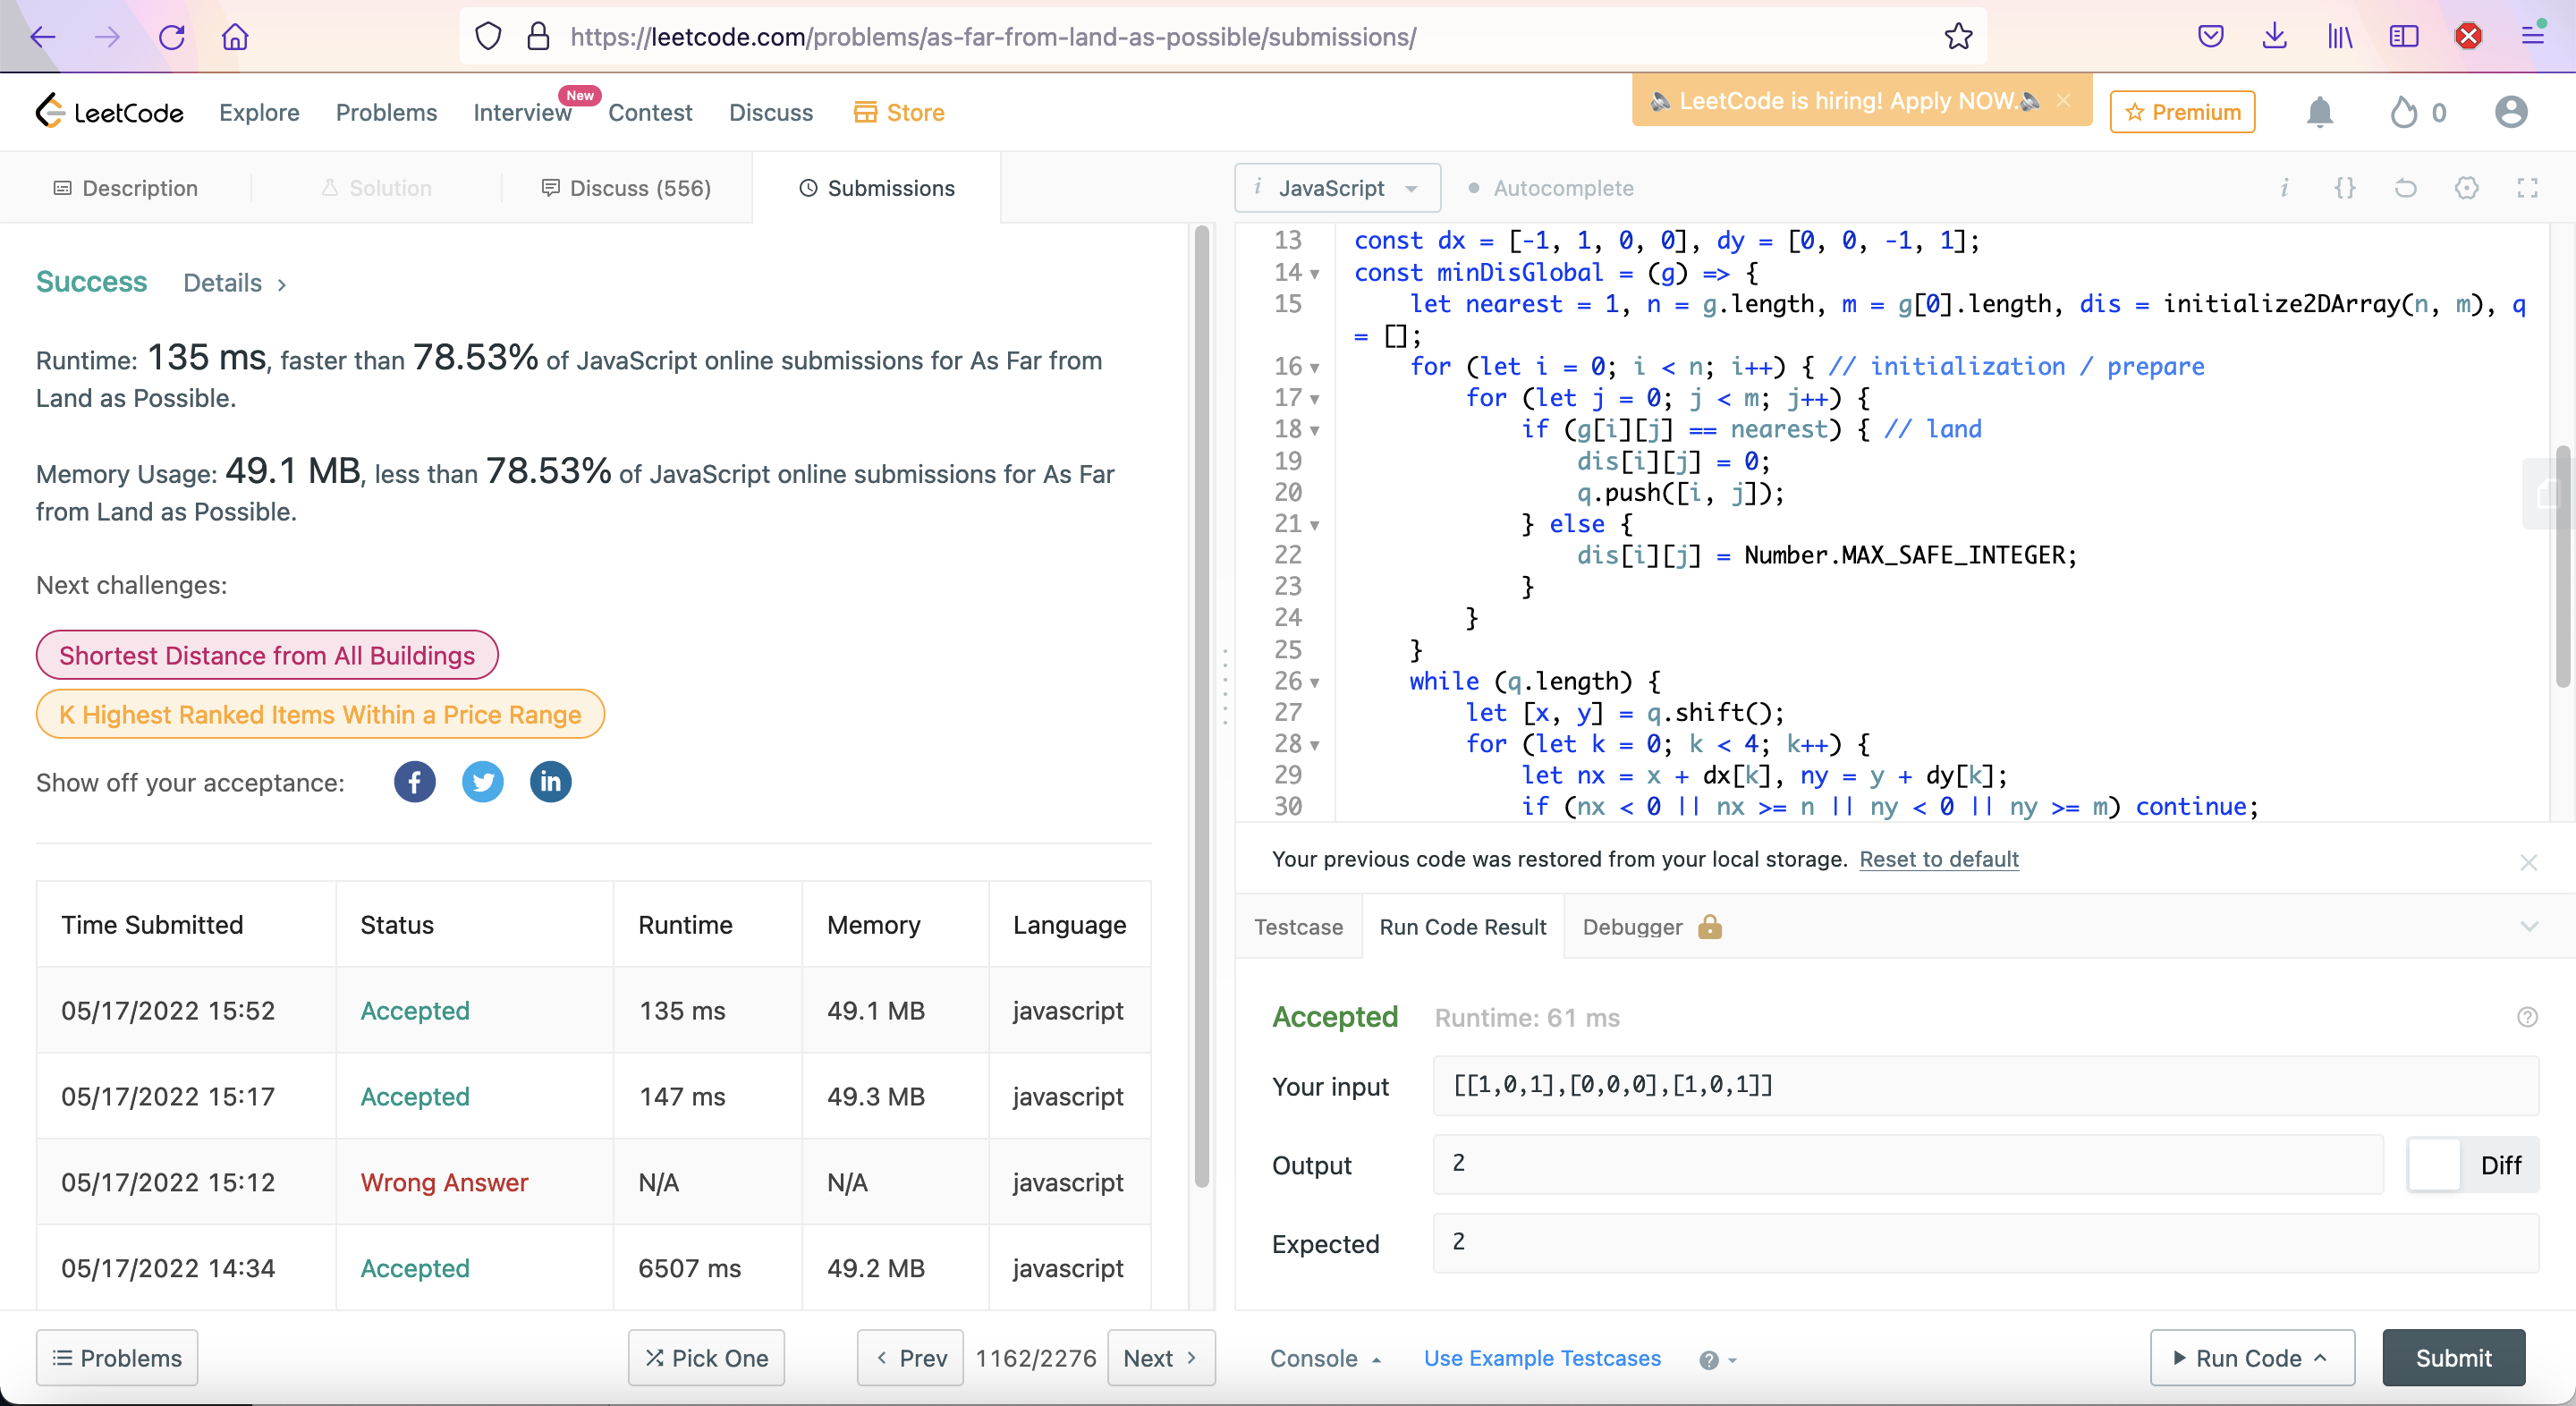 https://leetcode.com/problems/as-far-from-land-as-possible/submissions/
LeetCode Explore Problems Interview New Contest Discuss Store LeetCode is hiring! Apply NOW. Premium 0
Description Solution Discuss (556) Submissions
i JavaScript Autocomplete i {}
Success Details >
Runtime: 135 ms, faster than 78.53% of JavaScript online submissions for As Far from
Land as Possible.
Memory Usage: 49.1 MB, less than 78.53% of JavaScript online submissions for As Far
from Land as Possible.
Next challenges:
Shortest Distance from All Buildings
K Highest Ranked Items Within a Price Range
Show off your acceptance:
Time Submitted Status Runtime Memory Language
05/17/2022 15:52 Accepted 135 ms 49.1 MB javascript
05/17/2022 15:17 Accepted 147 ms 49.3 MB javascript
05/17/2022 15:12 Wrong Answer N/A N/A javascript
05/17/2022 14:34 Accepted 6507 ms 49.2 MB javascript
13 const dx = [-1, 1, 0, 0], dy = [0, 0, -1, 1];
14 const minDisGlobal = (g) => {
15 let nearest = 1, n = g.length, m = g[0].length, dis = initialize2DArray(n, m), q
= [];
16 for (let i = 0; i < n; i++) { // initialization / prepare
17 for (let j = 0; j < m; j++) {
18 if (g[i][j] == nearest) { // land
19 dis[i][j] = 0;
20 q.push([i, j]);
21 } else {
22 dis[i][j] = Number.MAX_SAFE_INTEGER;
23 }
24 }
25 }
26 while (q.length) {
27 let [x, y] = q.shift();
28 for (let k = 0; k < 4; k++) {
29 let nx = x + dx[k], ny = y + dy[k];
30 if (nx < 0 || nx >= n || ny < 0 || ny >= m) continue;
Your previous code was restored from your local storage. Reset to default
Testcase Run Code Result Debugger
Accepted Runtime: 61 ms
Your input [[1,0,1],[0,0,0],[1,0,1]]
Output 2 Diff
Expected 2
Problems Pick One < Prev 1162/2276 Next > Console Use Example Testcases ? Run Code Submit